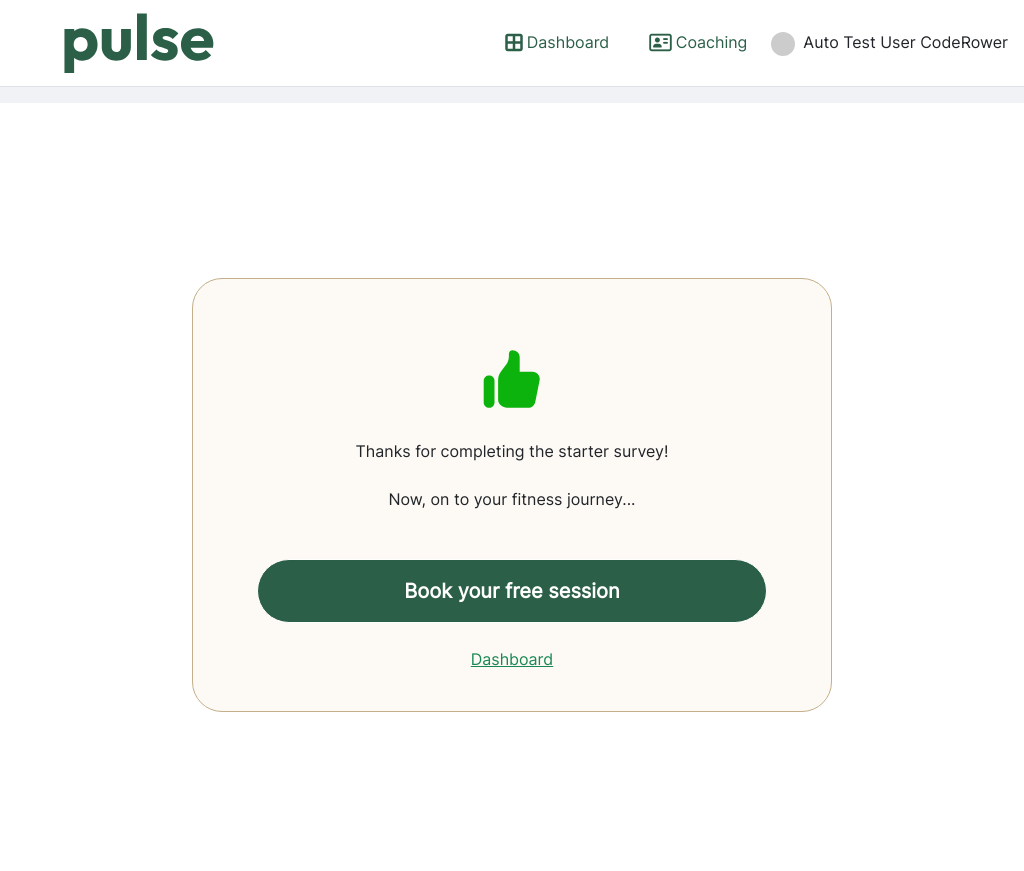 pulse
Dashboard
Coaching
Auto Test User CodeRower
Thanks for completing the starter survey!
Now, on to your fitness journey...
Book your free session
Dashboard